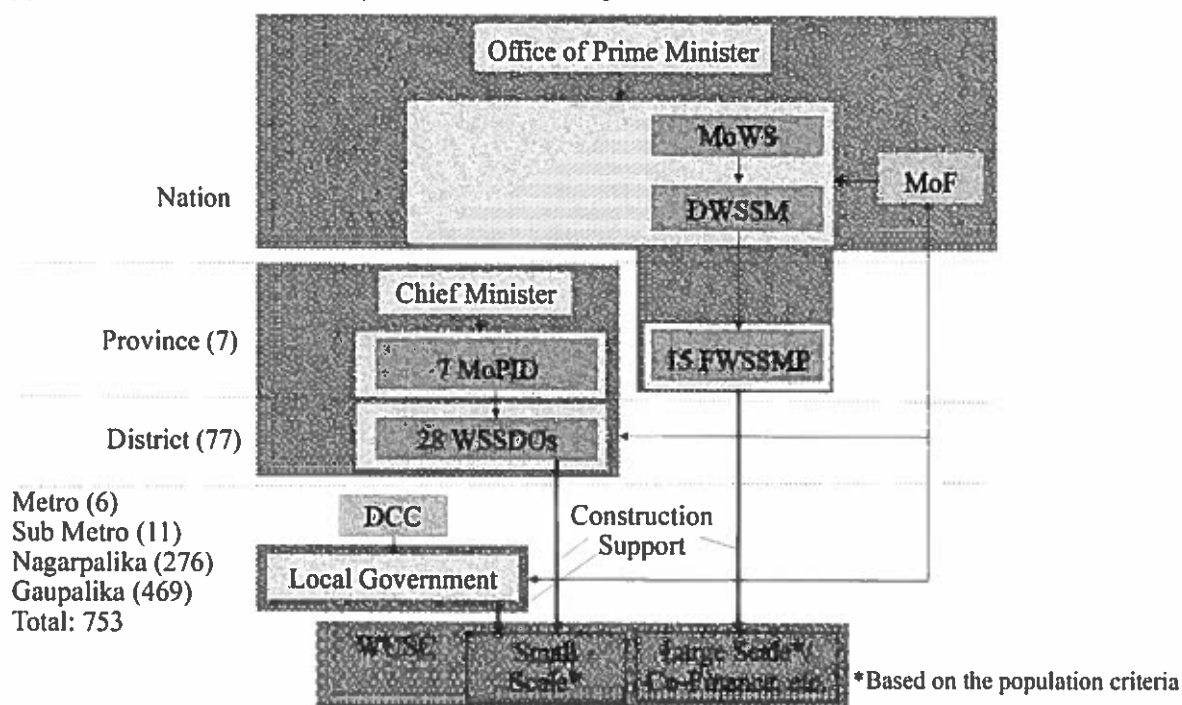 Office of Prime Minister
MoWS
MoF
Nation
DWSSM
Chief Minister
Province (7)
7 MoPID
15 FWSSMP
District (77)
28 WSSDOs
Metro (6)
Sub Metro (11)
Nagarpalika (276)
Gaupalika (469)
Total: 753
DCC
Construction
Support
Local Government
WUSC
Small
Scale*
Large Scale*/
Co-Finance, etc.
*Based on the population criteria